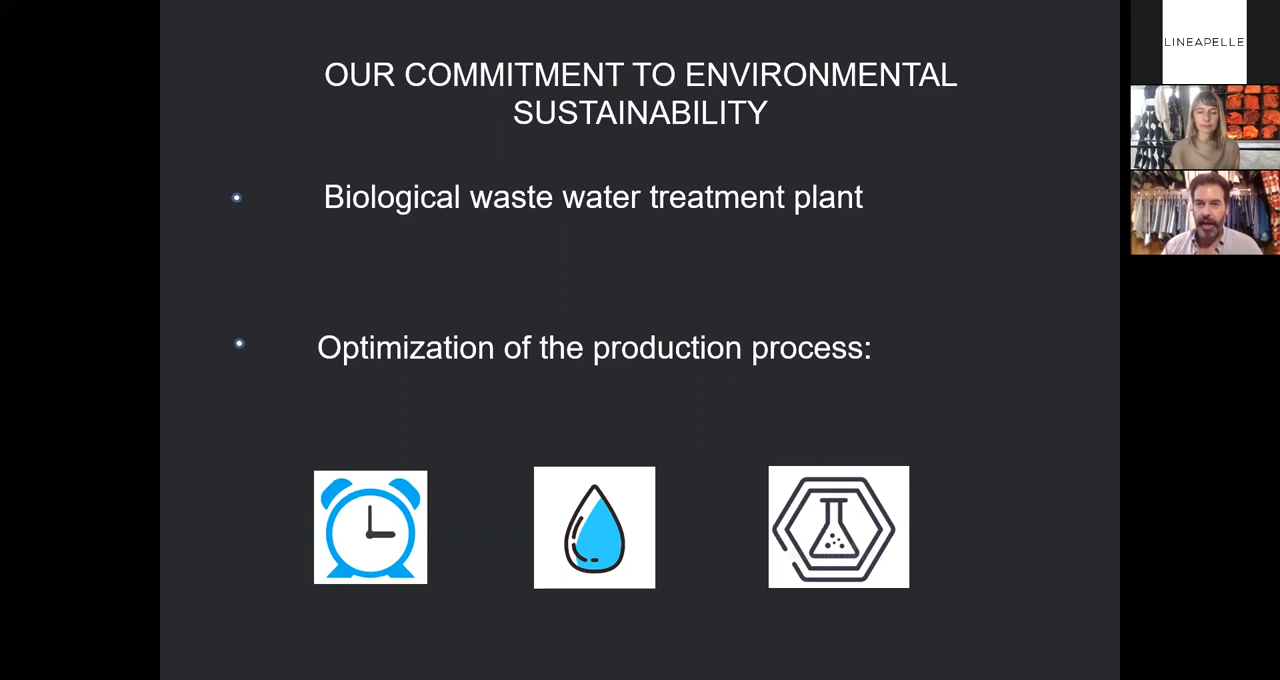 OUR COMMITMENT TO ENVIRONMENTAL
SUSTAINABILITY
Biological waste water treatment plant
Optimization of the production process:
LINEAPELLE